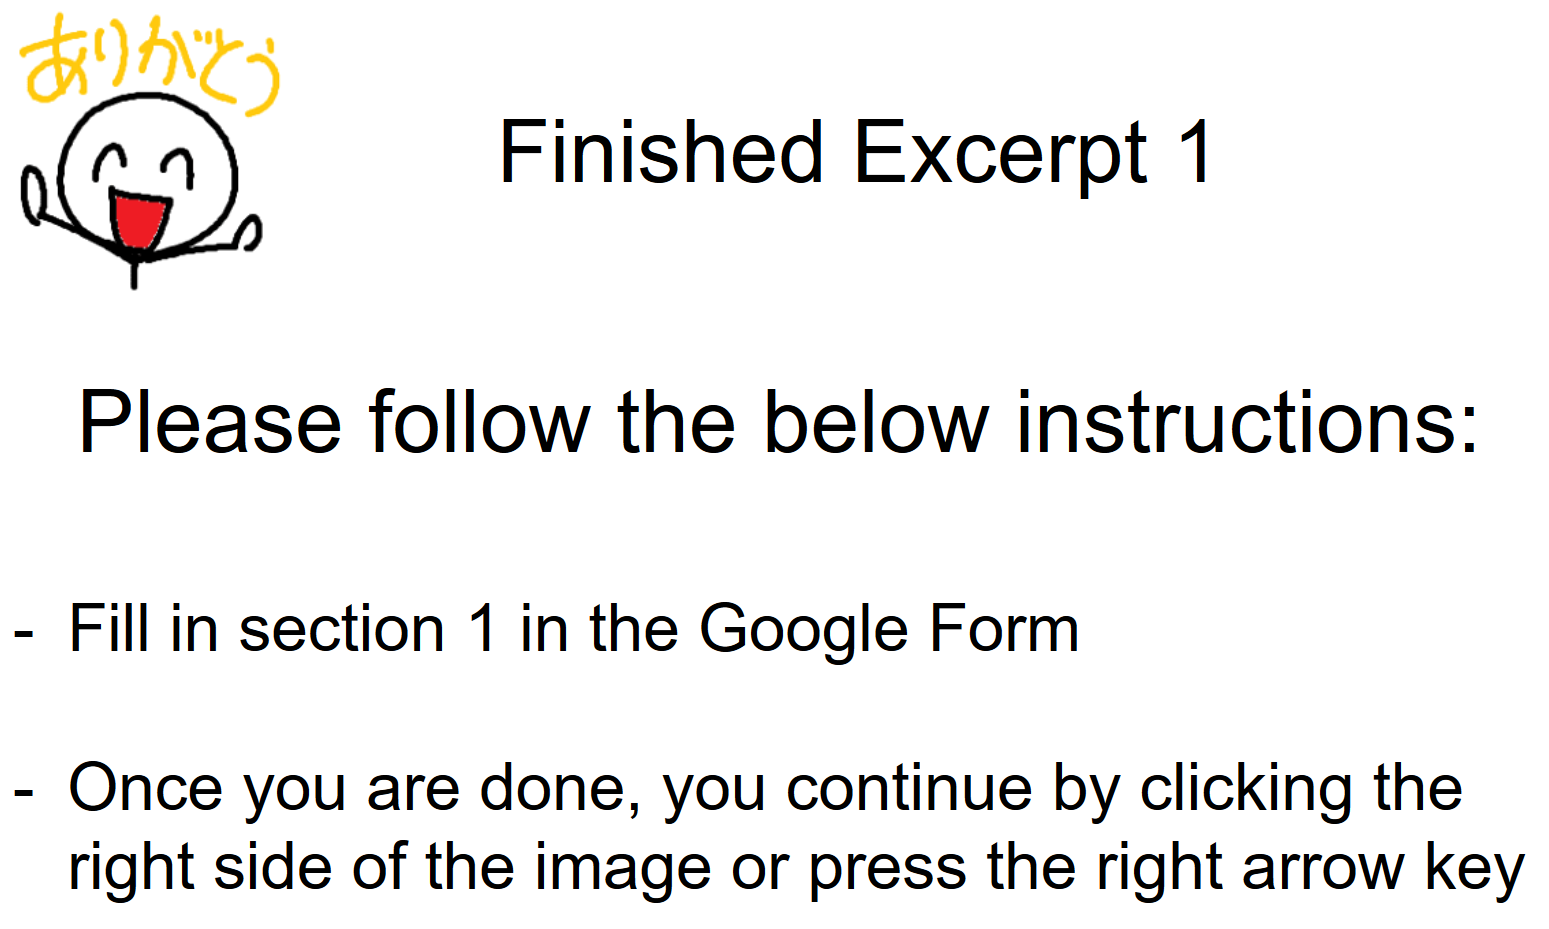 ありがとう
Finished Excerpt 1
Please follow the below instructions:
- Fill in section 1 in the Google Form
- Once you are done, you continue by clicking the
right side of the image or press the right arrow key